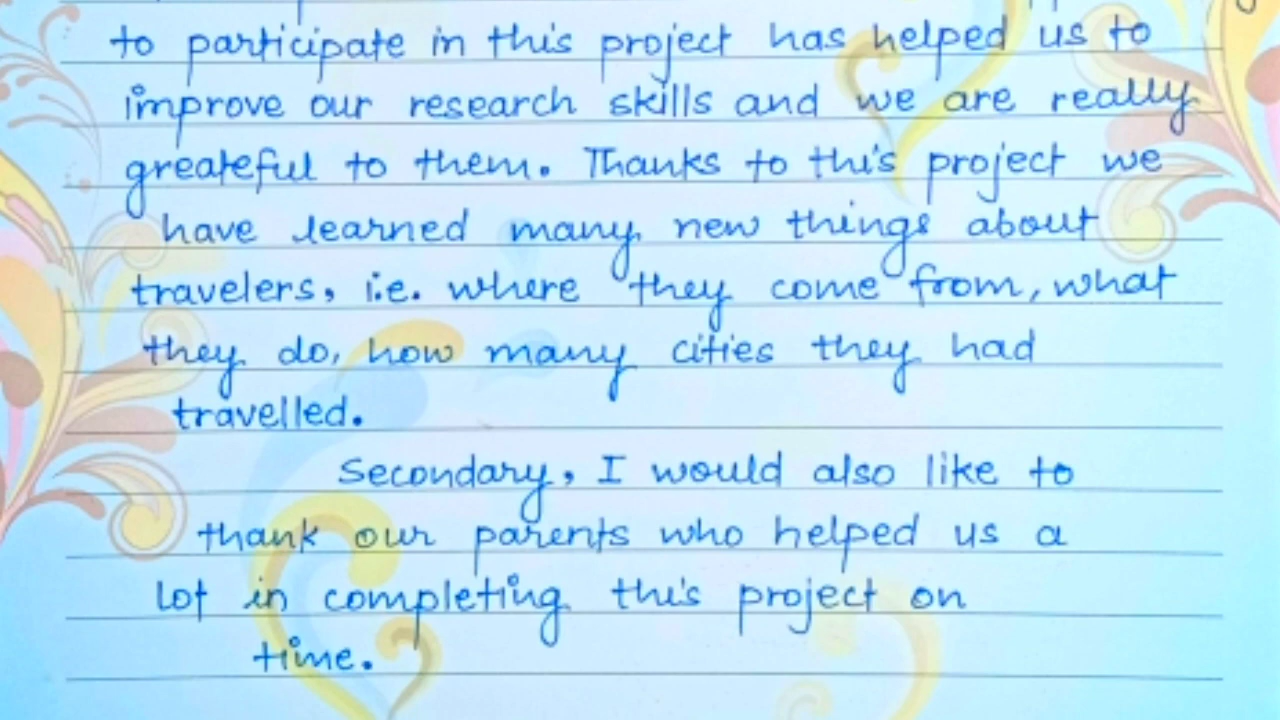 to participate in this project has helped us to
improve our research skills and we are really
greateful to them. Thanks to this project we
have learned many new things about
travelers, i.e. where they come from, what
they do, how many cities they had
travelled.
Secondary, I would also like to
thank our parents who helped us a
lot in completing this project on
time.